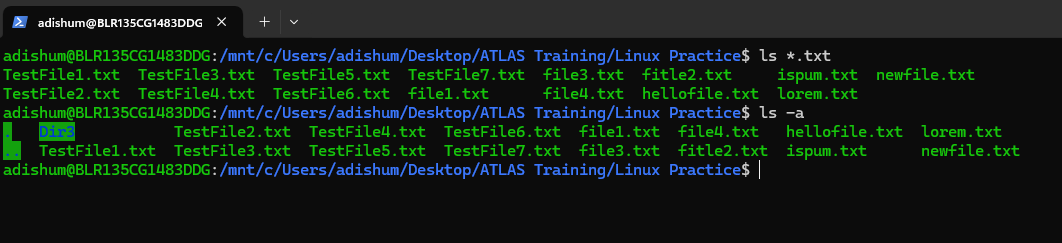 adishum@BLR135CG1483DDG
adishum@BLR135CG1483DDG:/mnt/c/Users/adishum/Desktop/ATLAS Training/Linux Practice$ ls *.txt
TestFile1.txt TestFile3.txt TestFile5.txt TestFile7.txt file3.txt fitle2.txt ispum.txt newfile.txt
TestFile2.txt TestFile4.txt TestFile6.txt file1.txt file4.txt hellofile.txt lorem.txt
adishum@BLR135CG1483DDG:/mnt/c/Users/adishum/Desktop/ATLAS Training/Linux Practice$ ls -a
. Dir3 TestFile2.txt TestFile4.txt TestFile6.txt file1.txt file4.txt hellofile.txt lorem.txt
.. TestFile1.txt TestFile3.txt TestFile5.txt TestFile7.txt file3.txt fitle2.txt ispum.txt newfile.txt
adishum@BLR135CG1483DDG:/mnt/c/Users/adishum/Desktop/ATLAS Training/Linux Practice$